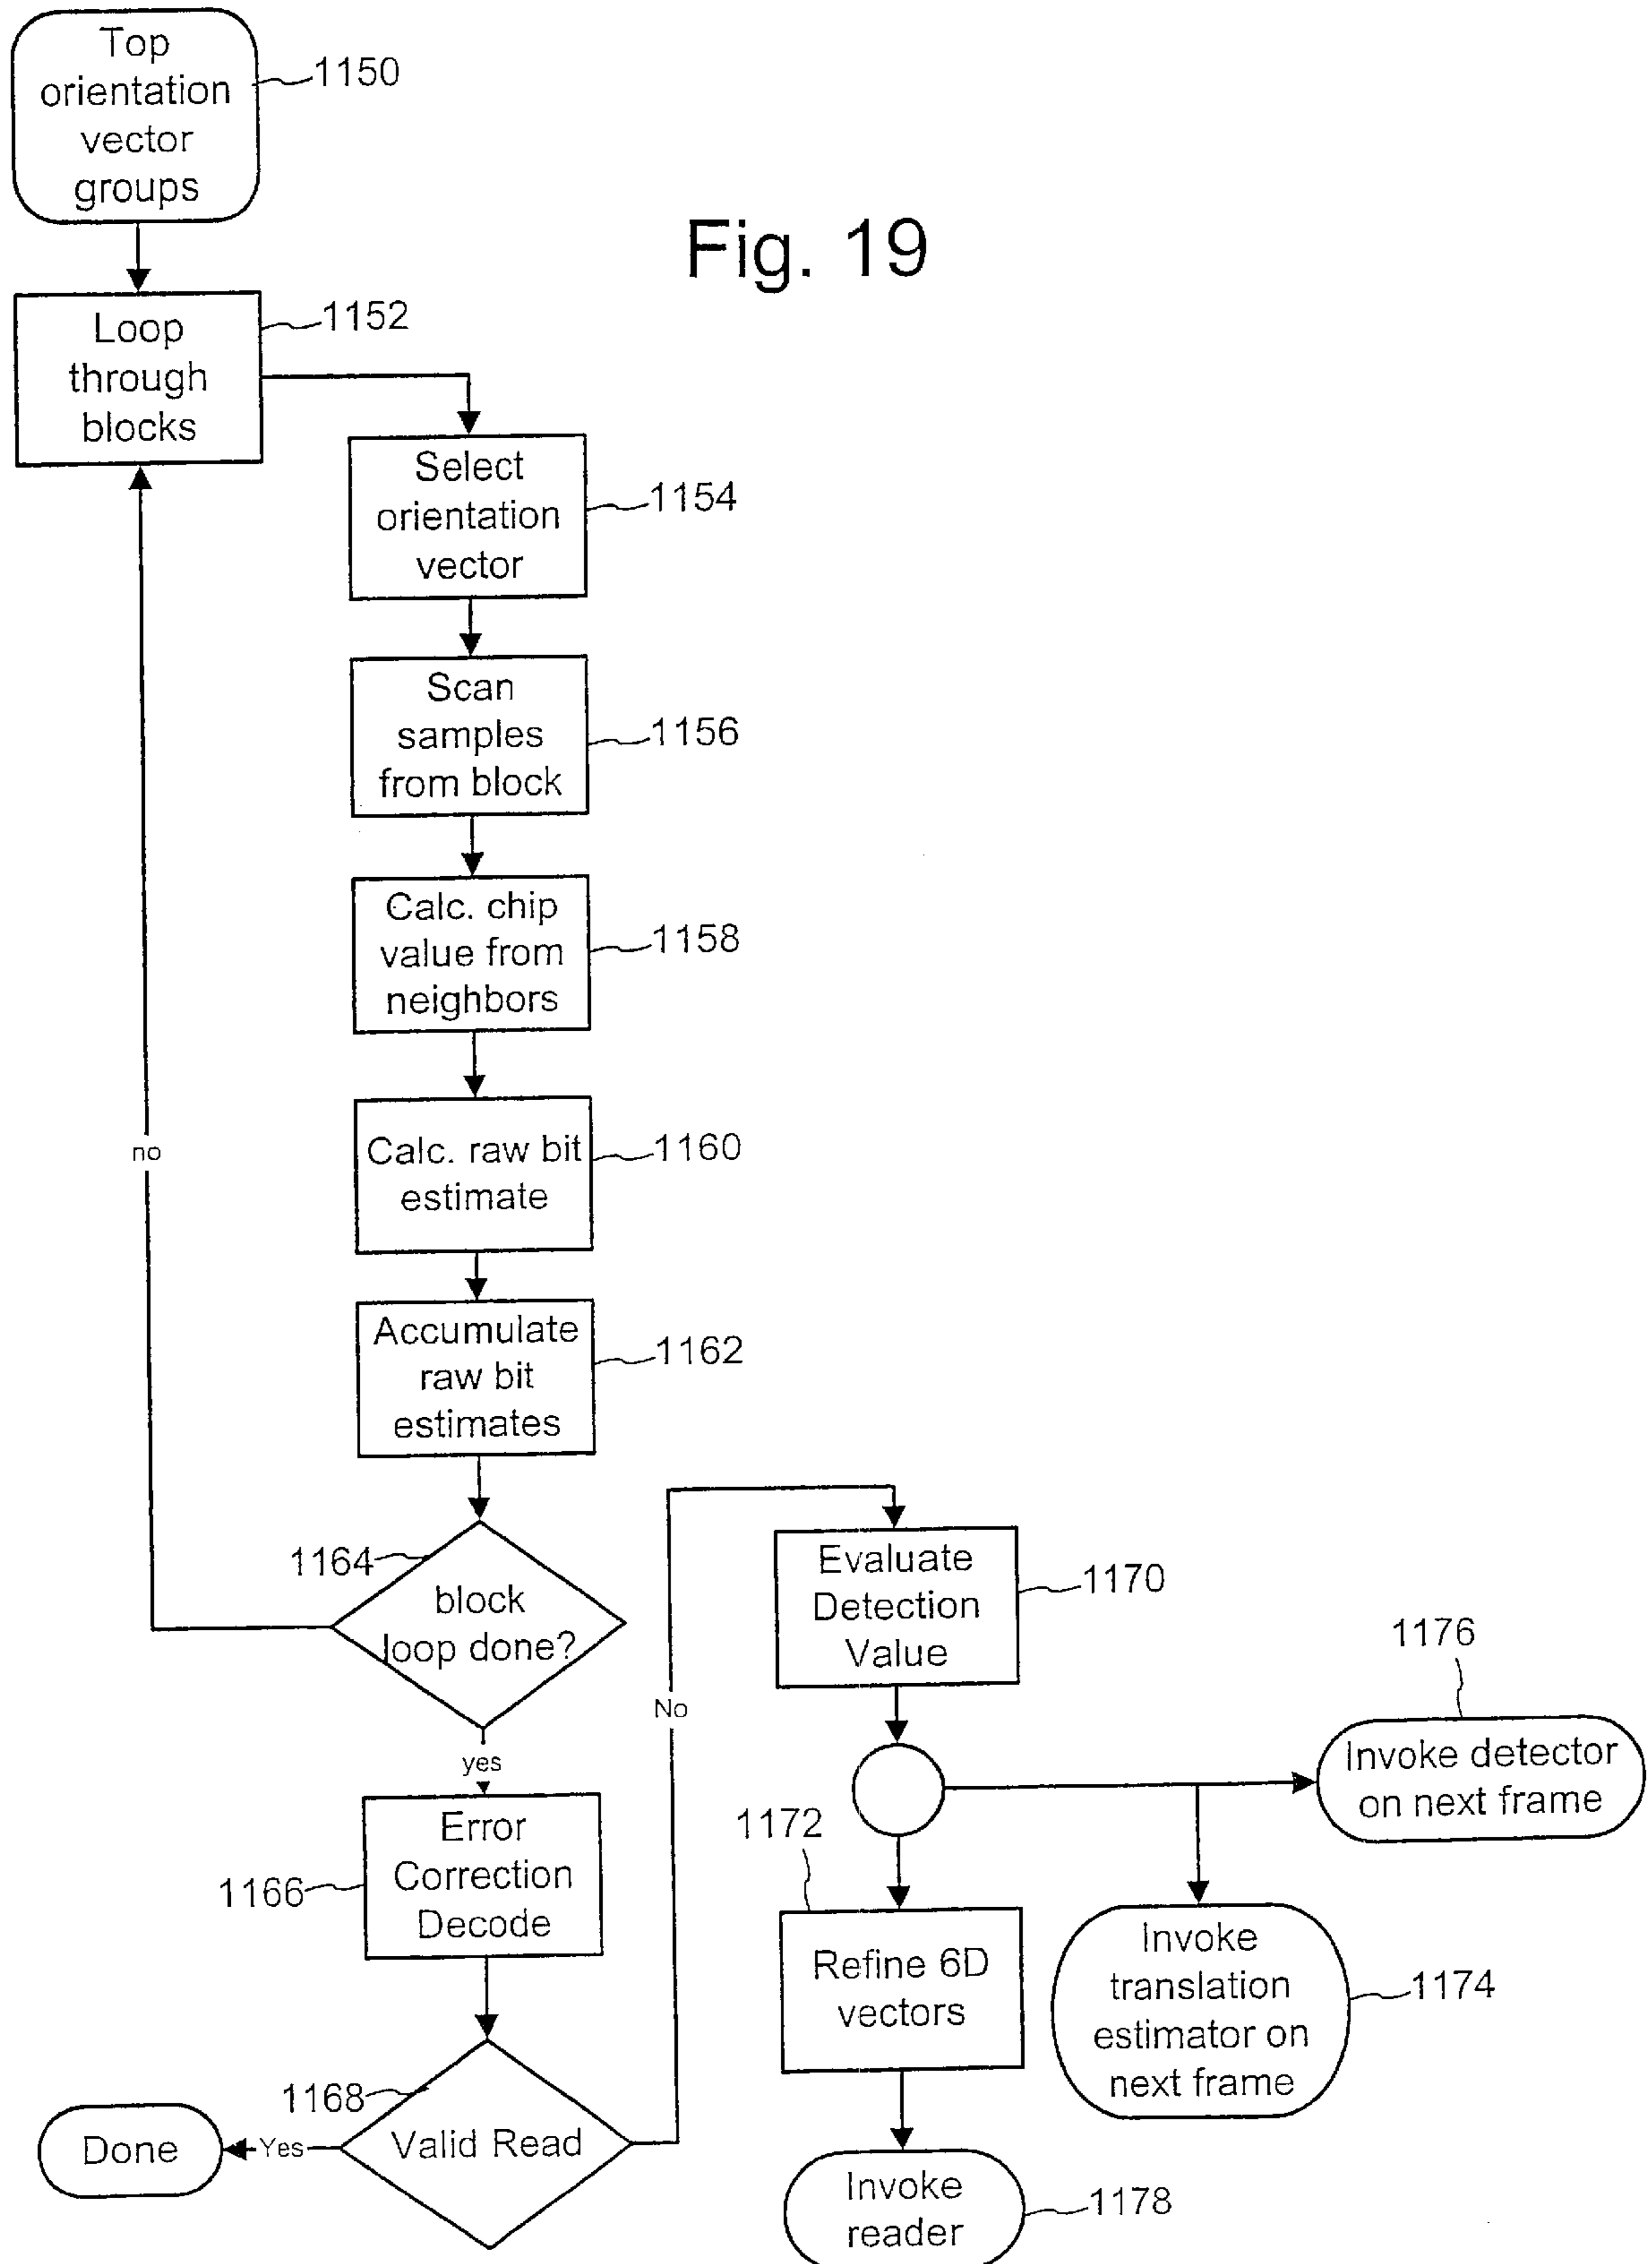 Top
orientation
vector
groups
1150
Fig. 19
Loop
through
blocks
1152
Select
orientation
vector
1154
Scan
samples
from block
1156
Calc. chip
value from
neighbors
1158
no
Calc. raw bit
estimate
1160
Accumulate
raw bit
estimates
1162
1164
block
loop done?
yes
Error
Correction
Decode
1166
1168
Valid Read
Yes
Done
No
Evaluate
Detection
Value
1170
1176
Invoke detector
on next frame
1172
Refine 6D
vectors
Invoke
translation
estimator on
next frame
1174
Invoke
reader
1178